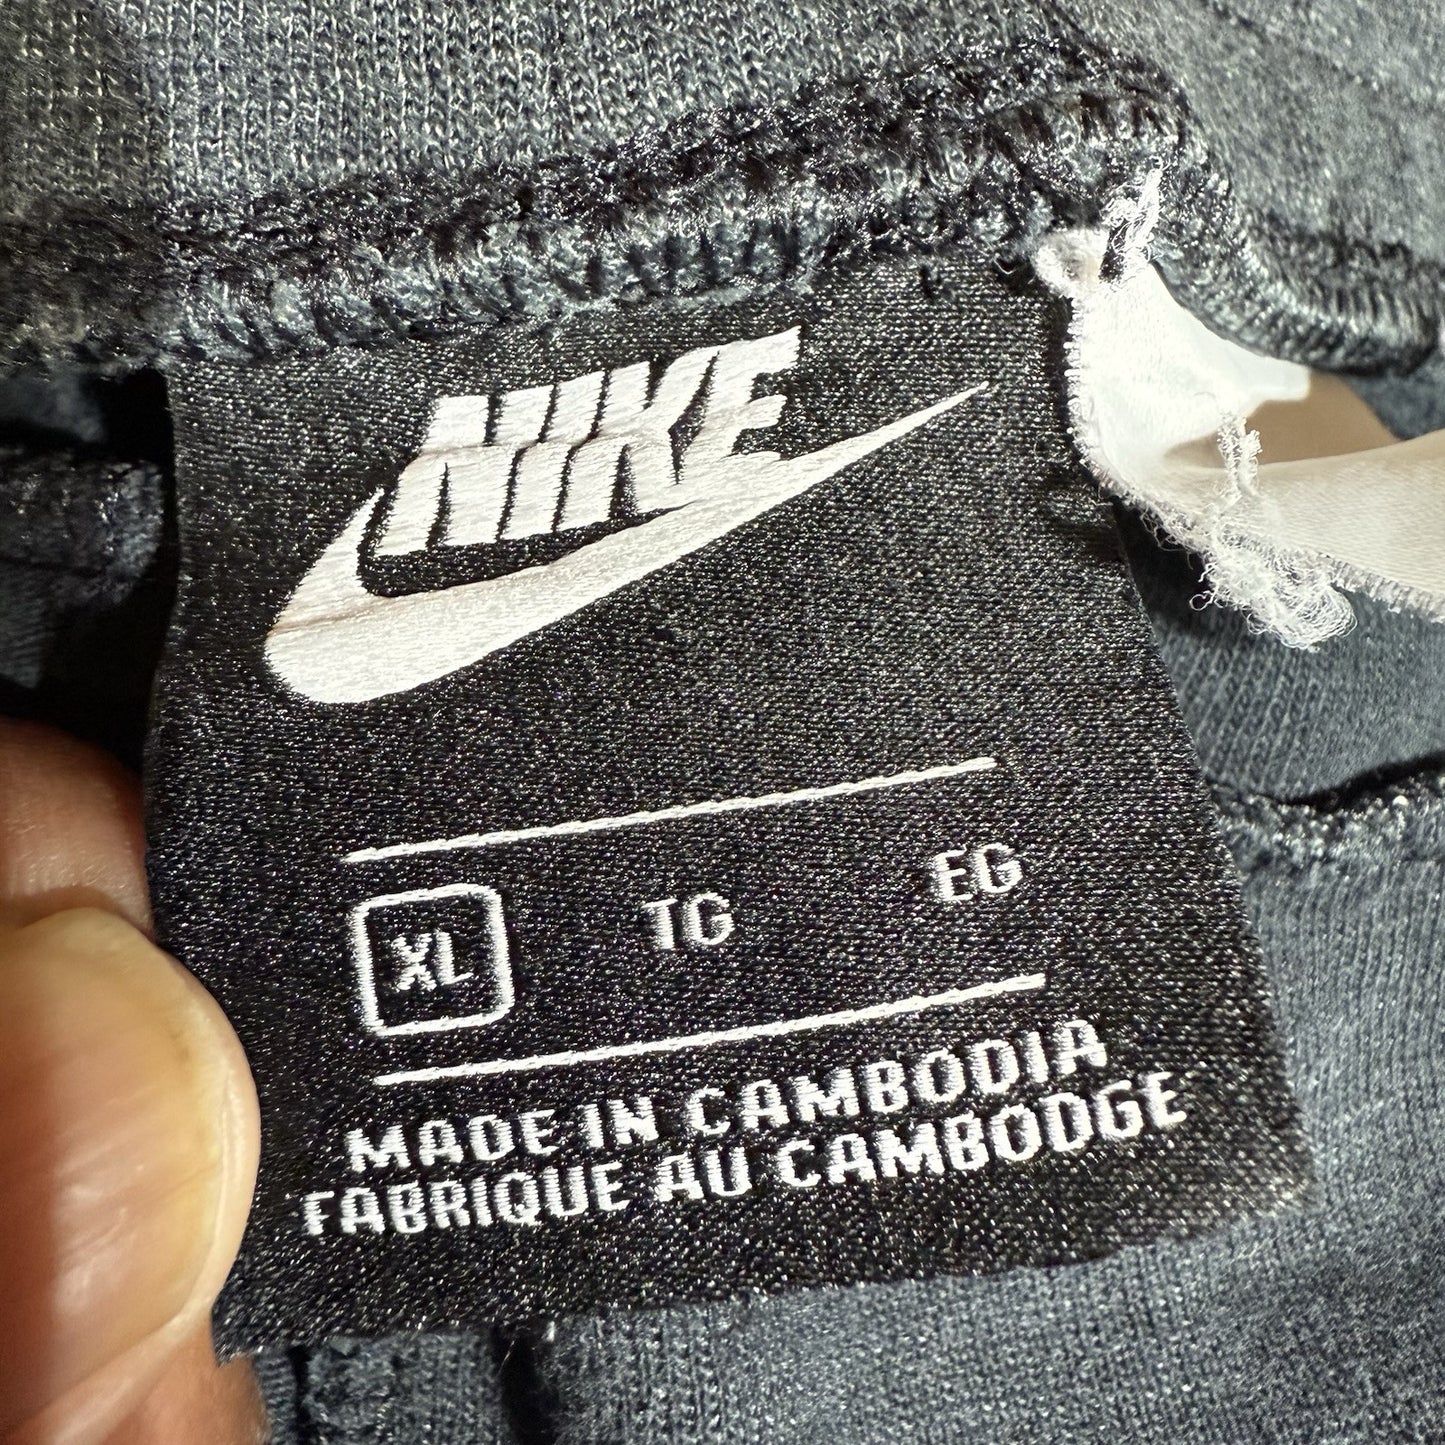 NIKE
XL TG EG
MADE IN CAMBODIA
FABRIQUE AU CAMBODGE